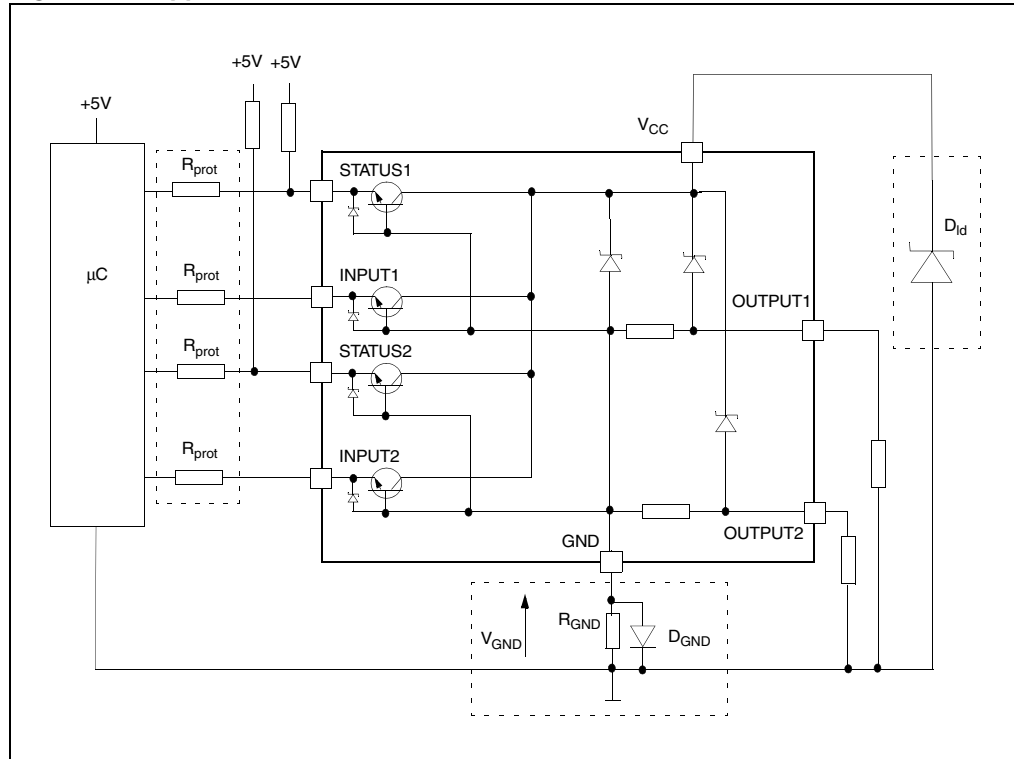 +5V +5V
+5V
V_CC
R_prot
STATUS1
D_ld
μC
R_prot
INPUT1
OUTPUT1
R_prot
STATUS2
R_prot
INPUT2
GND
OUTPUT2
V_GND
R_GND
D_GND